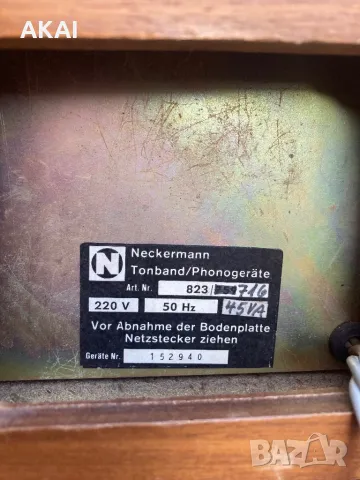 AKAI
N Neckermann
Tonband/Phonogeräte
Art. Nr. 823/ 716
220 V 50 Hz 45VA
Vor Abnahme der Bodenplatte
Netzstecker ziehen
Geräte Nr. 152940
BAZAR